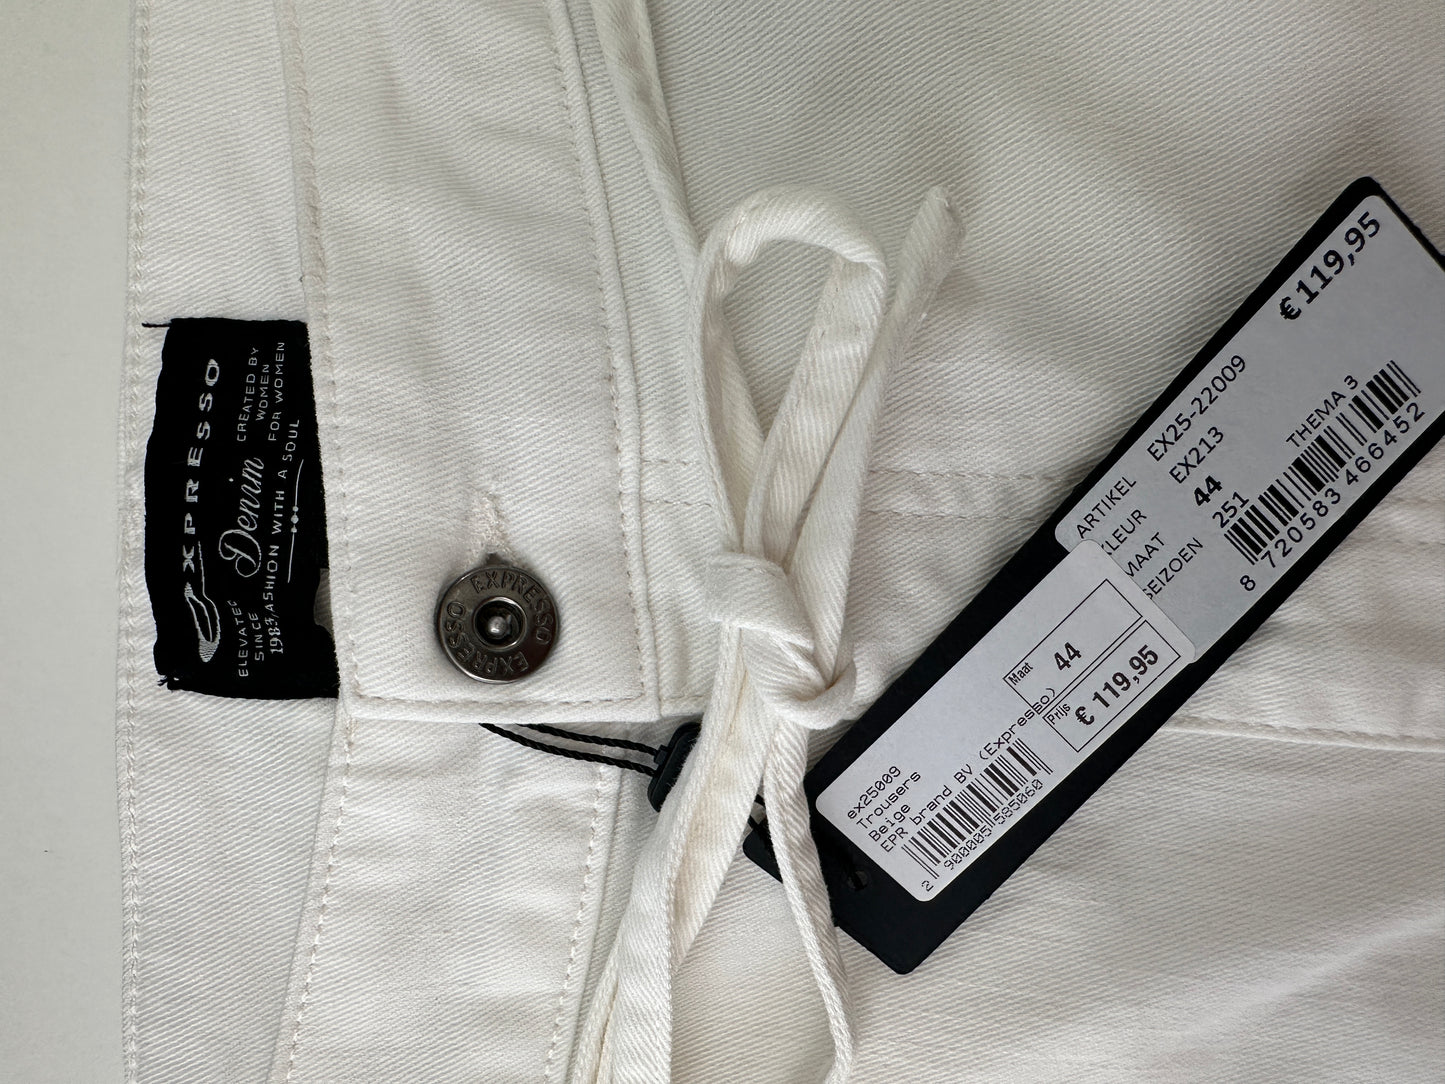 EXPRESSO
Denim
CREATED BY
WOMEN
FOR WOMEN
FASHION WITH A SOUL
ELEVATED
SINCE
EXPRESSO EXPRESSO
€ 119,95
ARTIKEL EX25-22009
KLEUR EX213
MAAT 44
SEIZOEN 251 THEMA 3
8 720583 466452
Maat 44
Prijs € 119,95
ex25009
Trousers
Beige
EPR brand BV (Expresso)
2 900005 585060